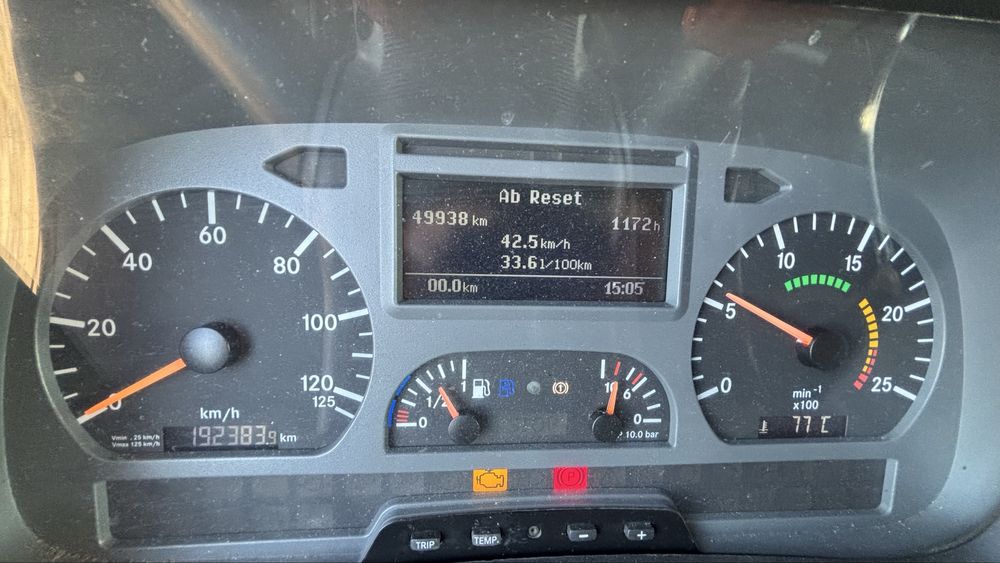 Ab Reset
49938 km
1172 h
42.5 km/h
33.6 l/100km
00.0 km
15:05
0
20
40
60
80
100
120
125
km/h
Vmin . 25 km/h
Vmax 125 km/h
192383.9 km
0
1/2
1
10
6
0
10.0 bar
0
5
10
15
20
25
min⁻¹
x100
77°C
P
TRIP
TEMP.
-
+